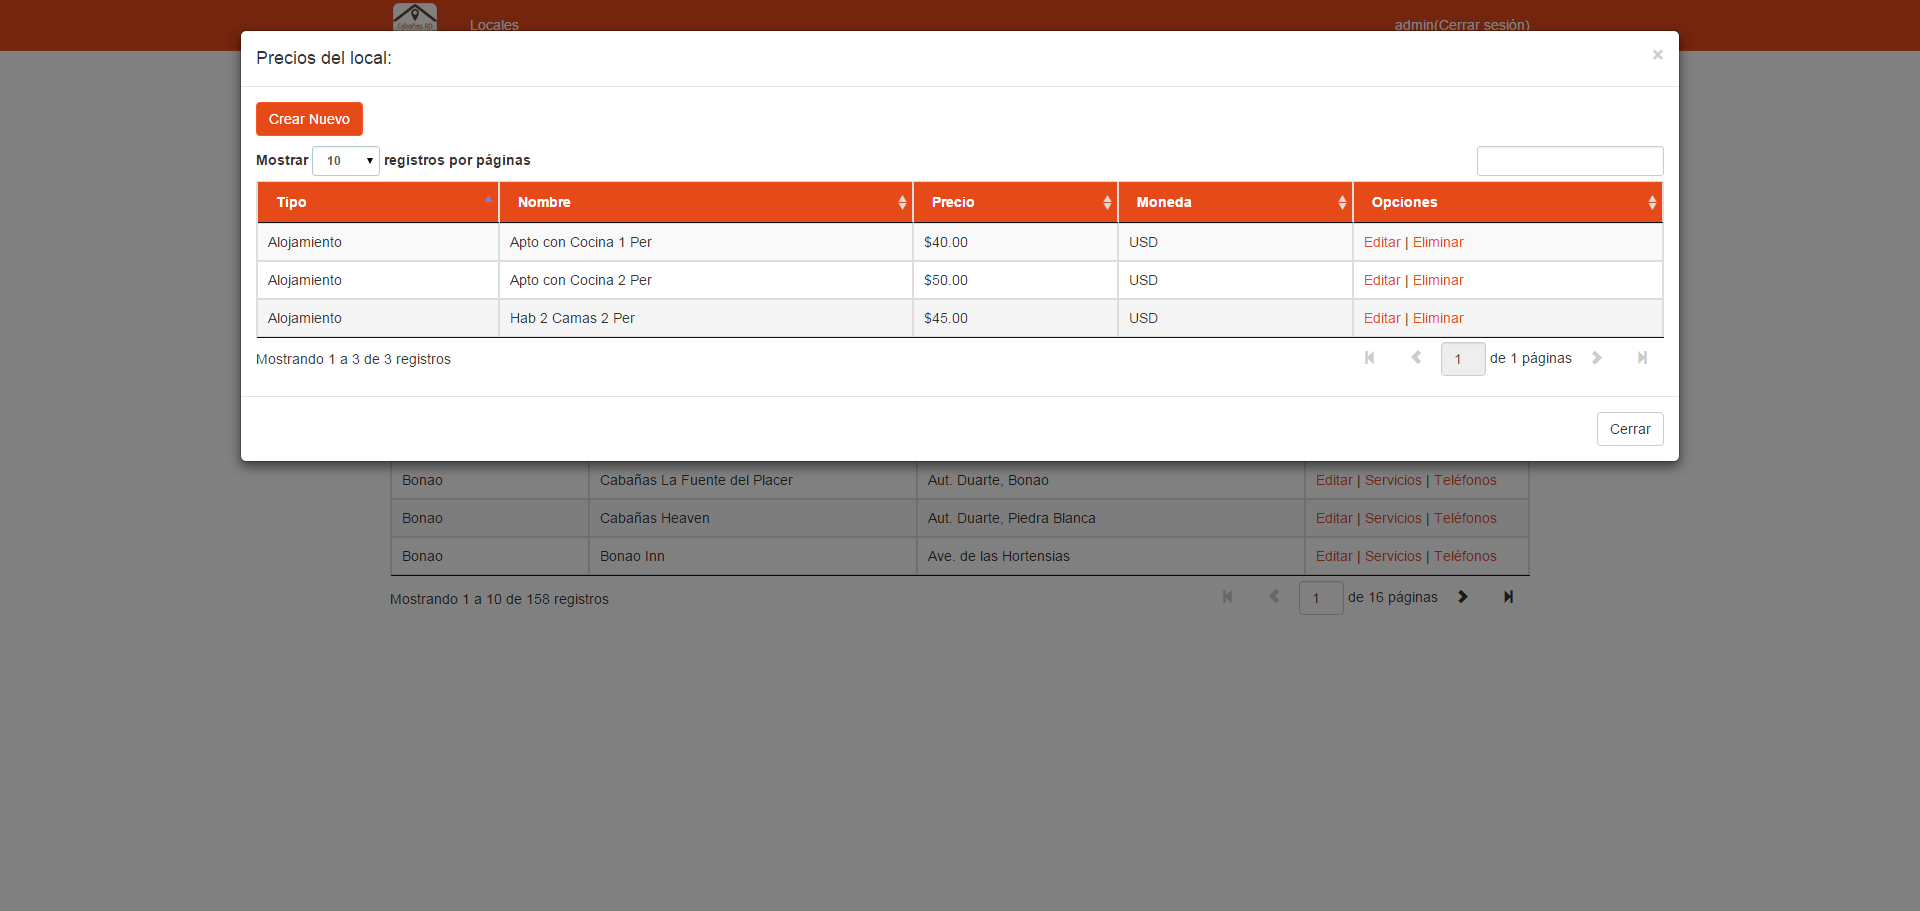 Cabañas RD
Locales
admin(Cerrar sesión)
Precios del local:
×
Crear Nuevo
Mostrar 10 registros por páginas
Tipo Nombre Precio Moneda Opciones
Alojamiento Apto con Cocina 1 Per $40.00 USD Editar | Eliminar
Alojamiento Apto con Cocina 2 Per $50.00 USD Editar | Eliminar
Alojamiento Hab 2 Camas 2 Per $45.00 USD Editar | Eliminar
Mostrando 1 a 3 de 3 registros 1 de 1 páginas
Cerrar
Bonao Cabañas La Fuente del Placer Aut. Duarte, Bonao Editar | Servicios | Teléfonos
Bonao Cabañas Heaven Aut. Duarte, Piedra Blanca Editar | Servicios | Teléfonos
Bonao Bonao Inn Ave. de las Hortensias Editar | Servicios | Teléfonos
Mostrando 1 a 10 de 158 registros 1 de 16 páginas